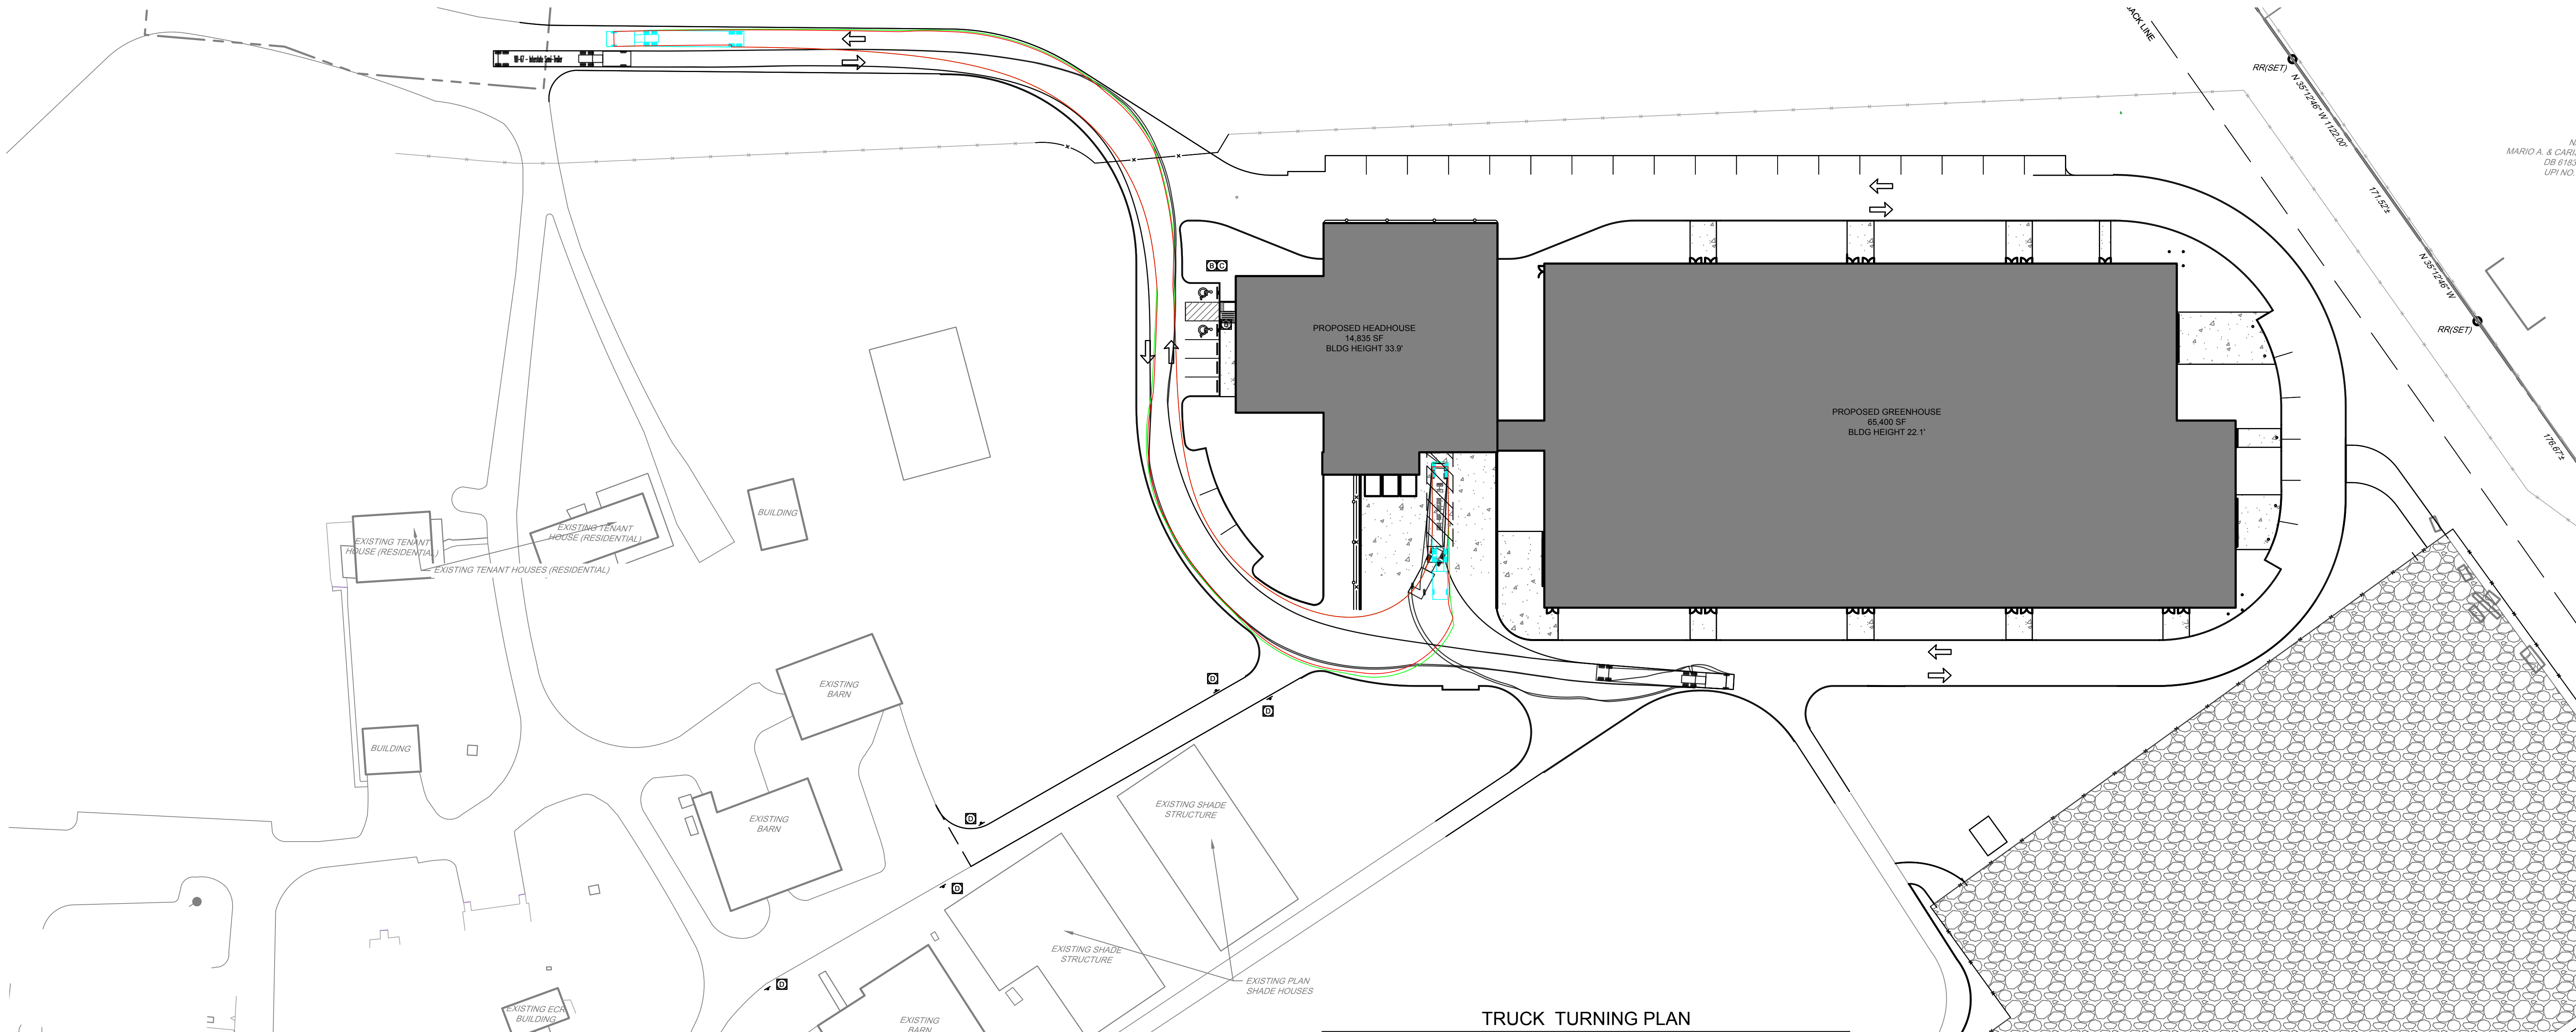 BACK LINE
RR(SET)
N 35°12'46" W 1122.00'
MARIO A. & CARI
DB 6183
UPI NO.
171.52'±
N 35°12'46" W
RR(SET)
176.67'±
WB-67 - Interstate Semi-Trailer
B C
PROPOSED HEADHOUSE
14,835 SF
BLDG HEIGHT 33.9'
PROPOSED GREENHOUSE
65,400 SF
BLDG HEIGHT 22.1'
BUILDING
EXISTING TENANT
HOUSE (RESIDENTIAL)
EXISTING TENANT
HOUSE (RESIDENTIAL)
EXISTING TENANT HOUSES (RESIDENTIAL)
EXISTING
BARN
D
D
BUILDING
EXISTING
BARN
D
EXISTING SHADE
STRUCTURE
D
EXISTING SHADE
STRUCTURE
D
EXISTING PLAN
SHADE HOUSES
EXISTING ECR
BUILDING
EXISTING
BARN
TRUCK TURNING PLAN